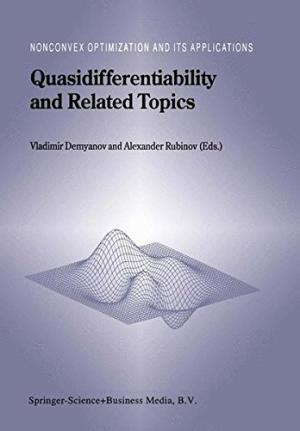 NONCONVEX OPTIMIZATION AND ITS APPLICATIONS
Quasidifferentiability
and Related Topics
Vladimir Demyanov and Alexander Rubinov (Eds.)
Springer-Science+Business Media, B.V.